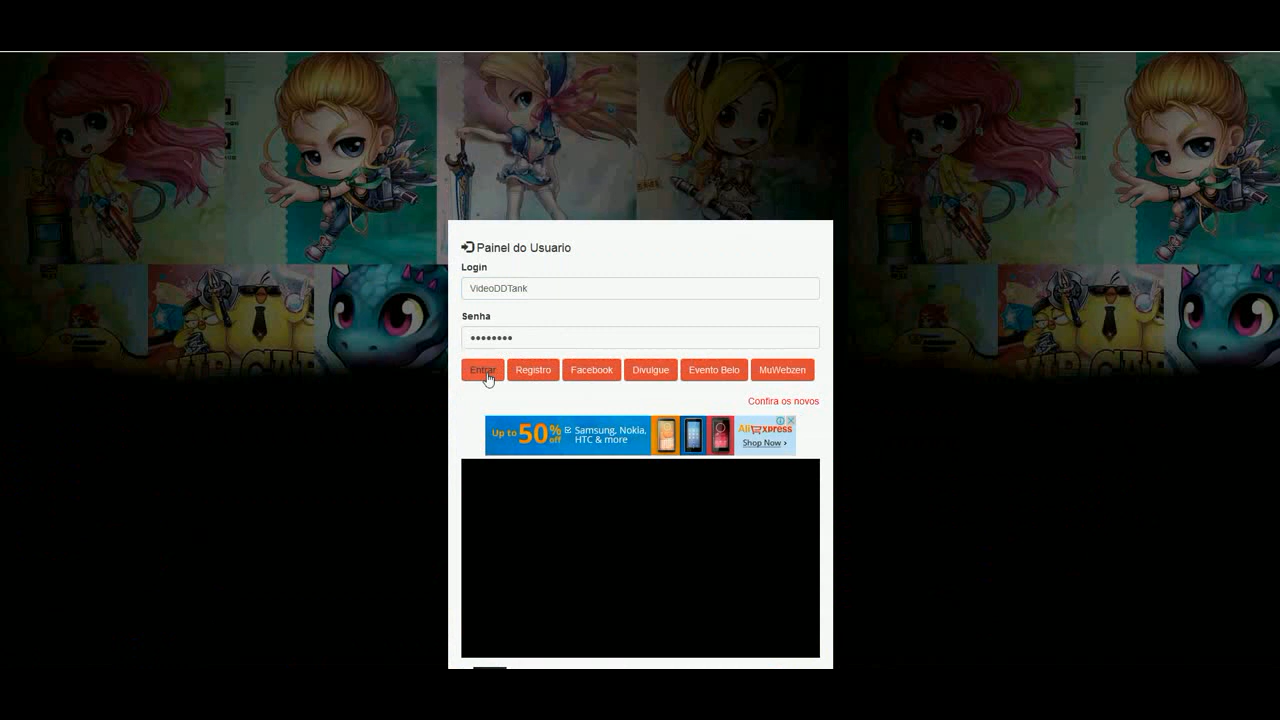 Painel do Usuario
Login
VideoDDTank
Senha
••••••••
Entrar Registro Facebook Divulgue Evento Belo MuWebzen
Confira os novos
Up to 50% off Samsung, Nokia, HTC & more AliExpress Shop Now ›